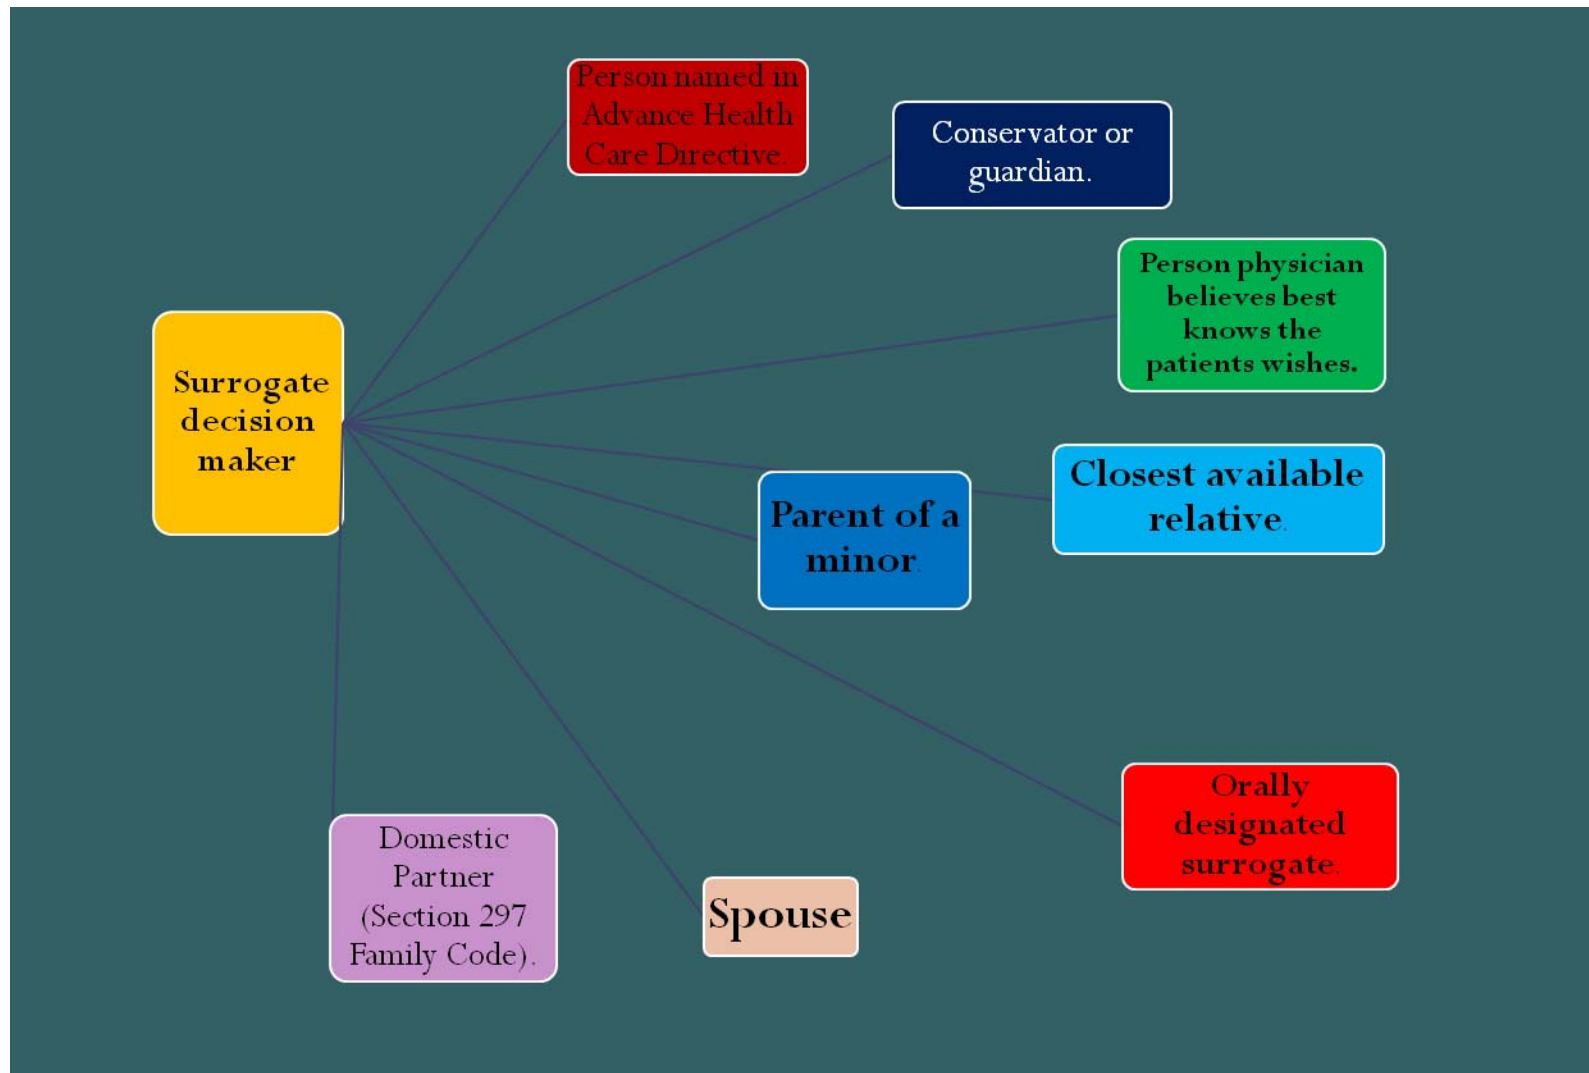 Person named in
Advance Health
Care Directive.
Conservator or
guardian.
Person physician
believes best
knows the
patients wishes.
Surrogate
decision
maker
Closest available
relative.
Parent of a
minor.
Orally
designated
surrogate.
Domestic
Partner
(Section 297
Family Code).
Spouse